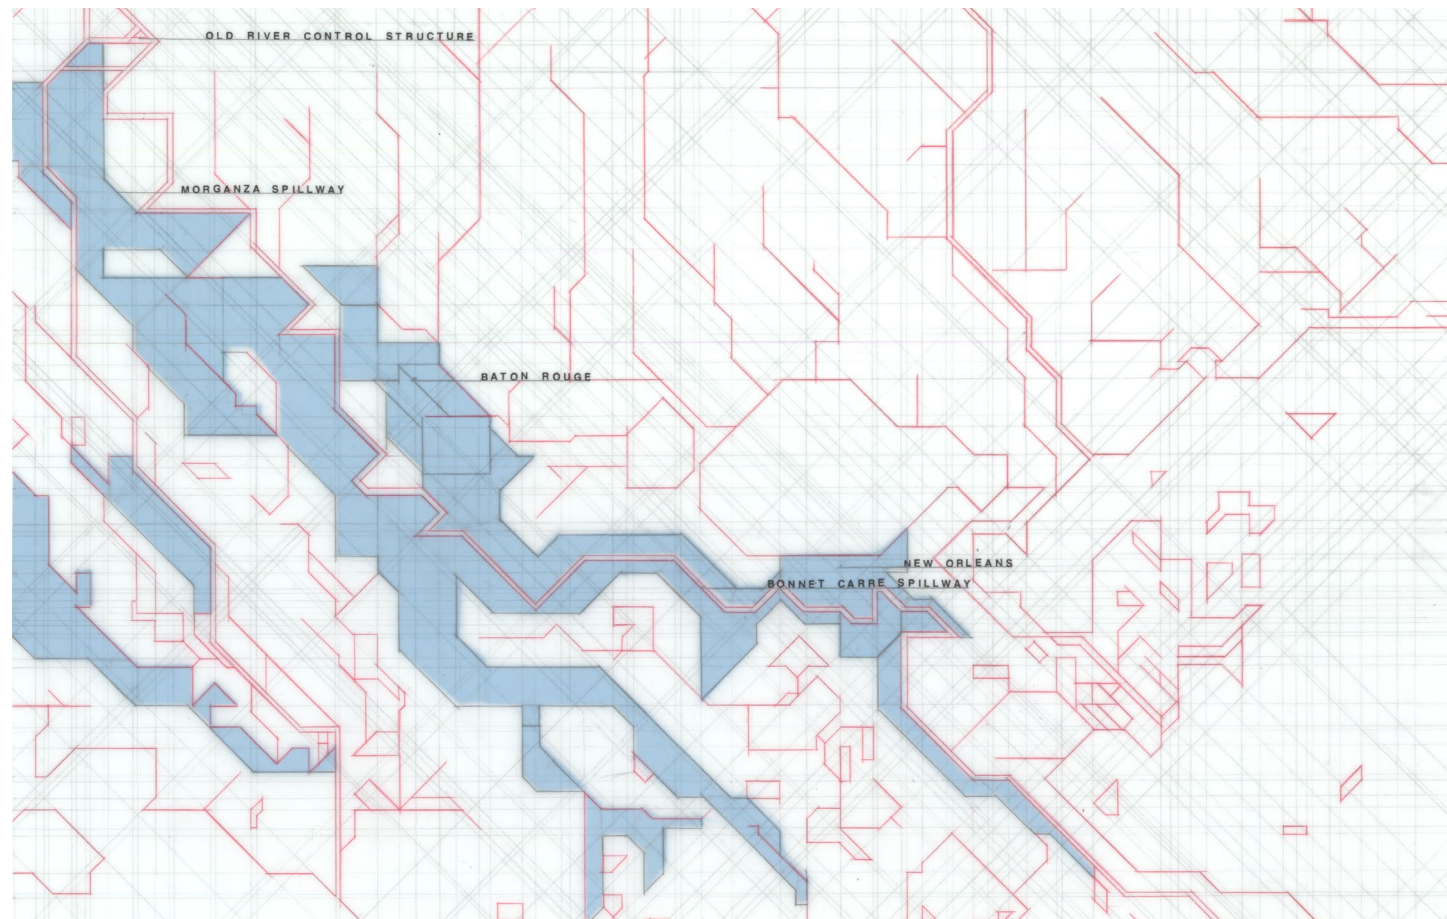 OLD RIVER CONTROL STRUCTURE
MORGANZA SPILLWAY
BATON ROUGE
NEW ORLEANS
BONNET CARRE SPILLWAY